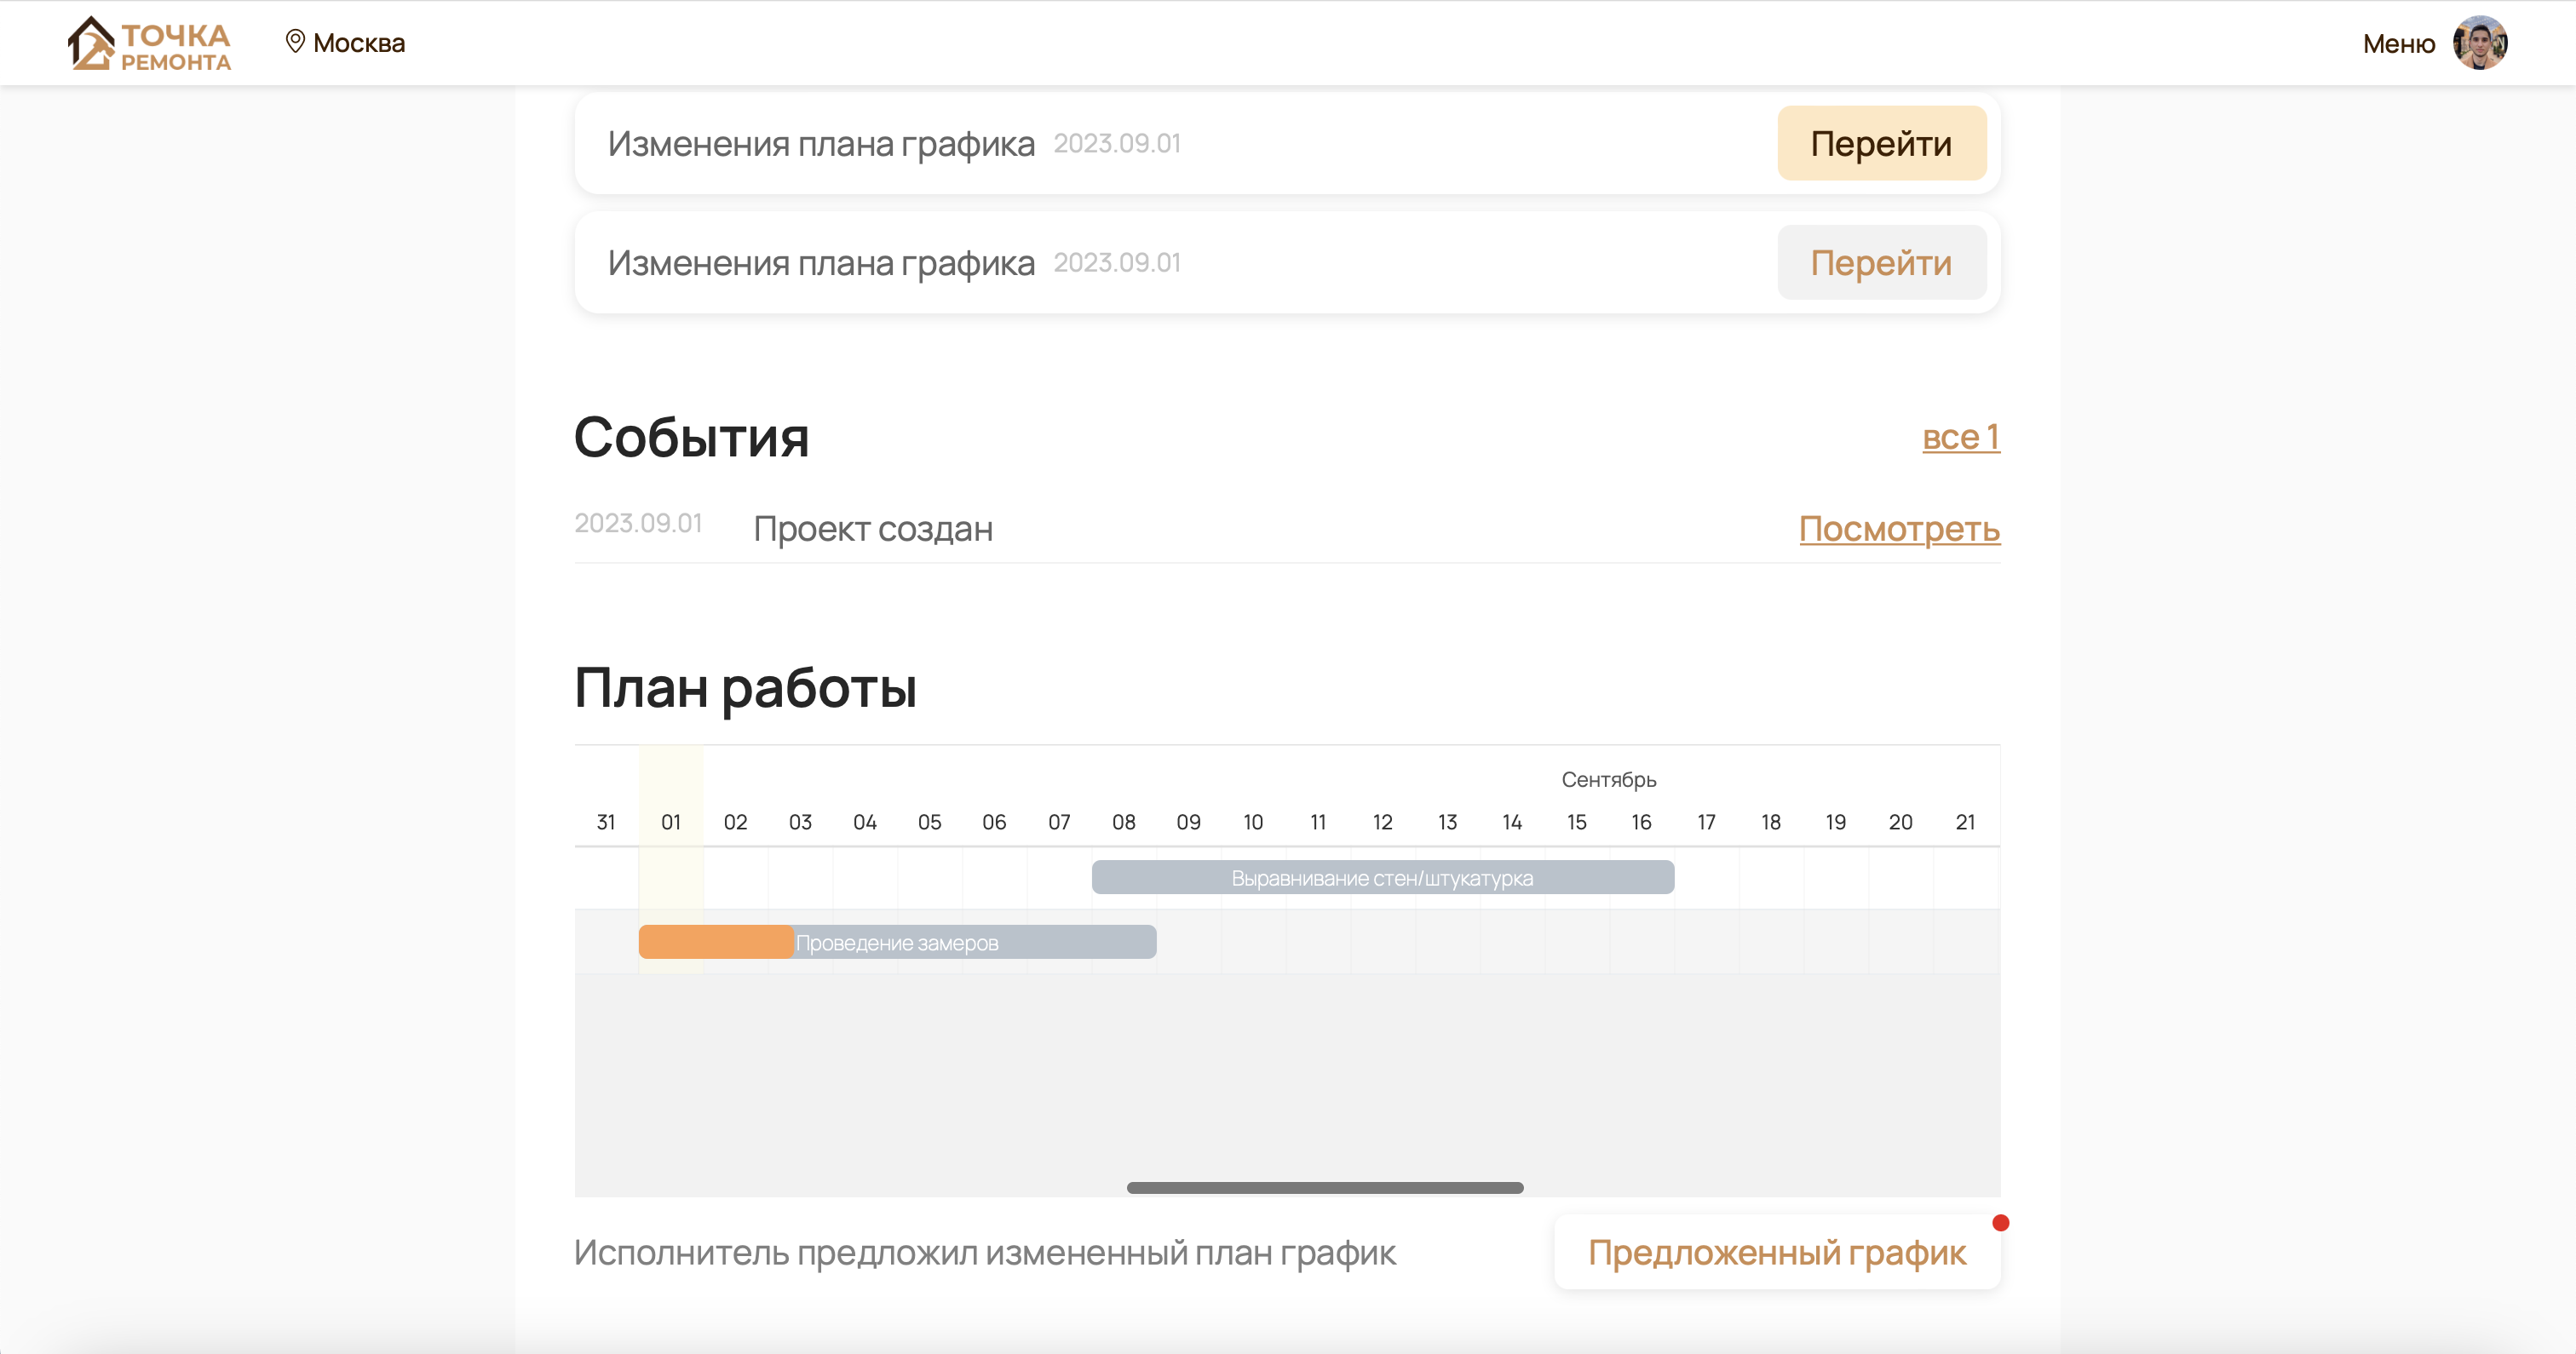 ТОЧКА
РЕМОНТА
Москва
Меню
Изменения плана графика 2023.09.01 Перейти
Изменения плана графика 2023.09.01 Перейти
События все 1
2023.09.01 Проект создан Посмотреть
План работы
Сентябрь
31 01 02 03 04 05 06 07 08 09 10 11 12 13 14 15 16 17 18 19 20 21
Выравнивание стен/штукатурка
Проведение замеров
Исполнитель предложил измененный план график Предложенный график